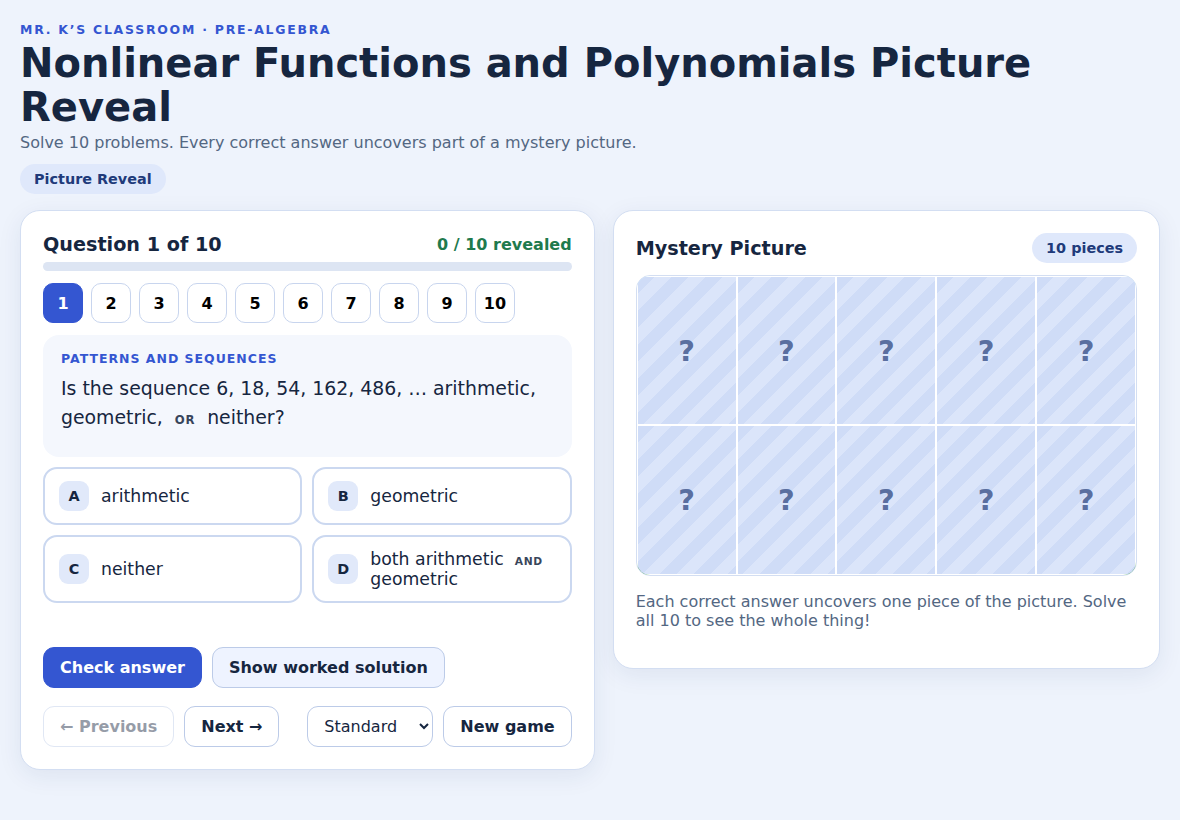 MR. K’S CLASSROOM · PRE-ALGEBRA
Nonlinear Functions and Polynomials Picture
Reveal
Solve 10 problems. Every correct answer uncovers part of a mystery picture.
Picture Reveal
Question 1 of 10
0 / 10 revealed
1 2 3 4 5 6 7 8 9 10
PATTERNS AND SEQUENCES
Is the sequence 6, 18, 54, 162, 486, … arithmetic,
geometric, OR neither?
A arithmetic
B geometric
C neither
D both arithmetic AND
geometric
Check answer
Show worked solution
← Previous
Next →
Standard
New game
Mystery Picture
10 pieces
? ? ? ? ?
? ? ? ? ?
Each correct answer uncovers one piece of the picture. Solve
all 10 to see the whole thing!